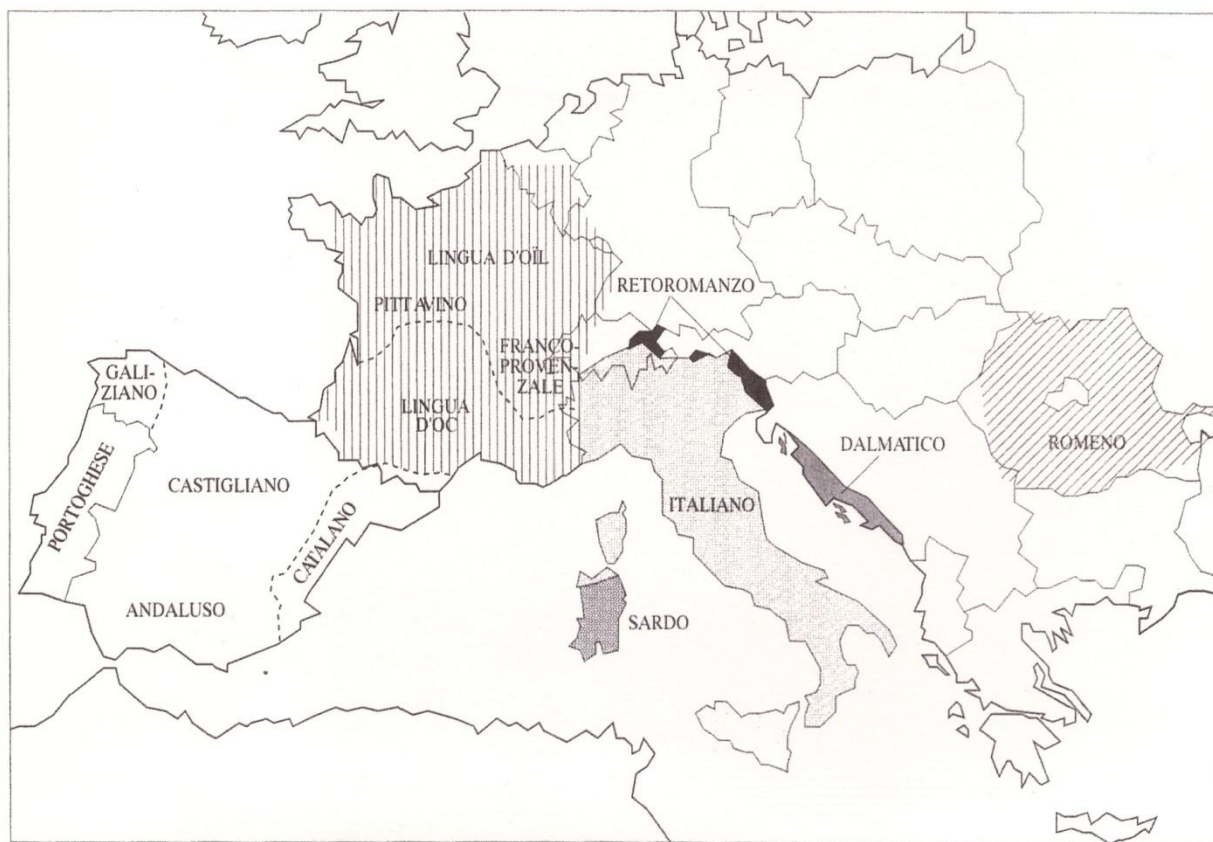 LINGUA D'OÏL
RETOROMANZO
PITTAVINO
FRANCO-
PROVEN-
ZALE
GALI-
ZIANO
LINGUA
D'OC
DALMATICO
ROMENO
PORTOGHESE
CASTIGLIANO
ITALIANO
CATALANO
ANDALUSO
SARDO